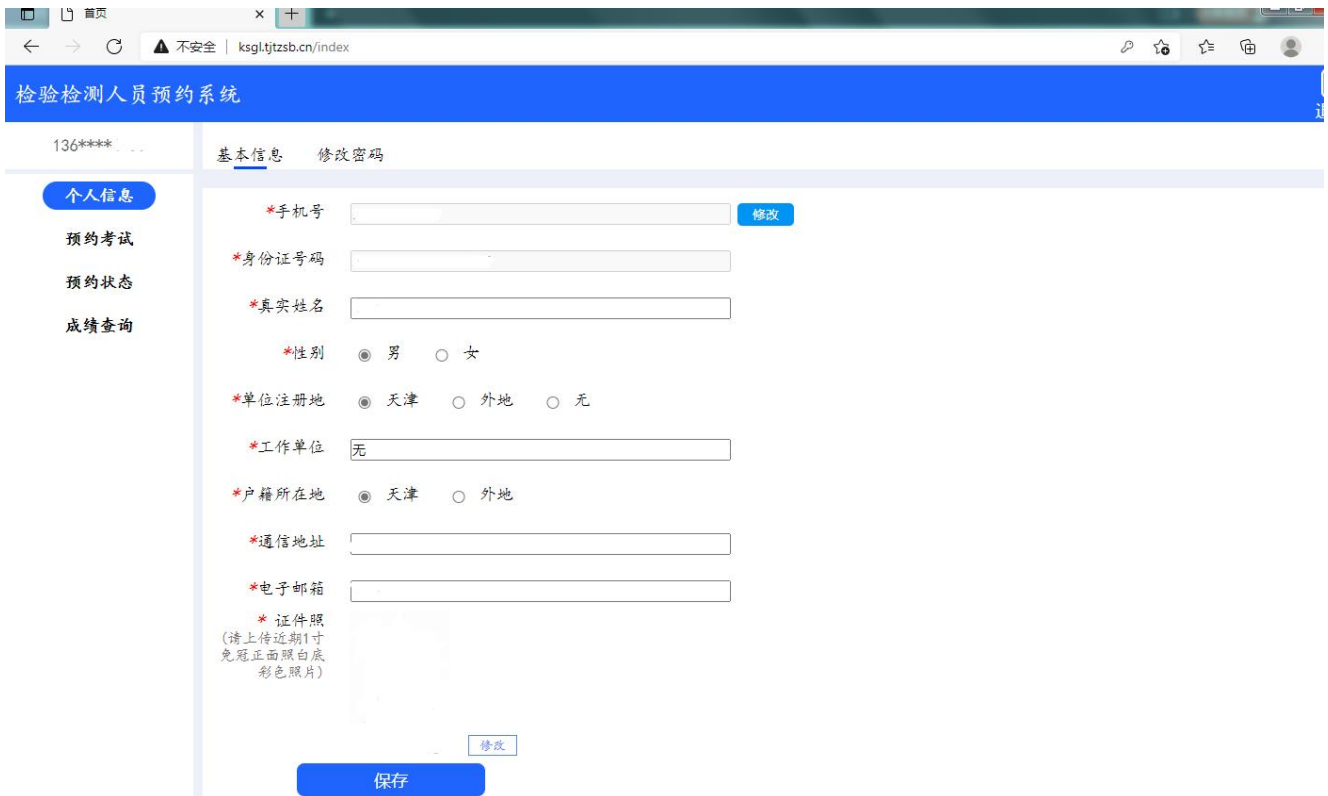 首页
不安全 | ksgl.tjtzsb.cn/index
检验检测人员预约系统
136****
基本信息 修改密码
个人信息
预约考试
预约状态
成绩查询
*手机号 修改
*身份证号码
*真实姓名
*性别 男 女
*单位注册地 天津 外地 无
*工作单位 无
*户籍所在地 天津 外地
*通信地址
*电子邮箱
* 证件照
(请上传近期1寸
免冠正面照白底
彩色照片)
修改
保存